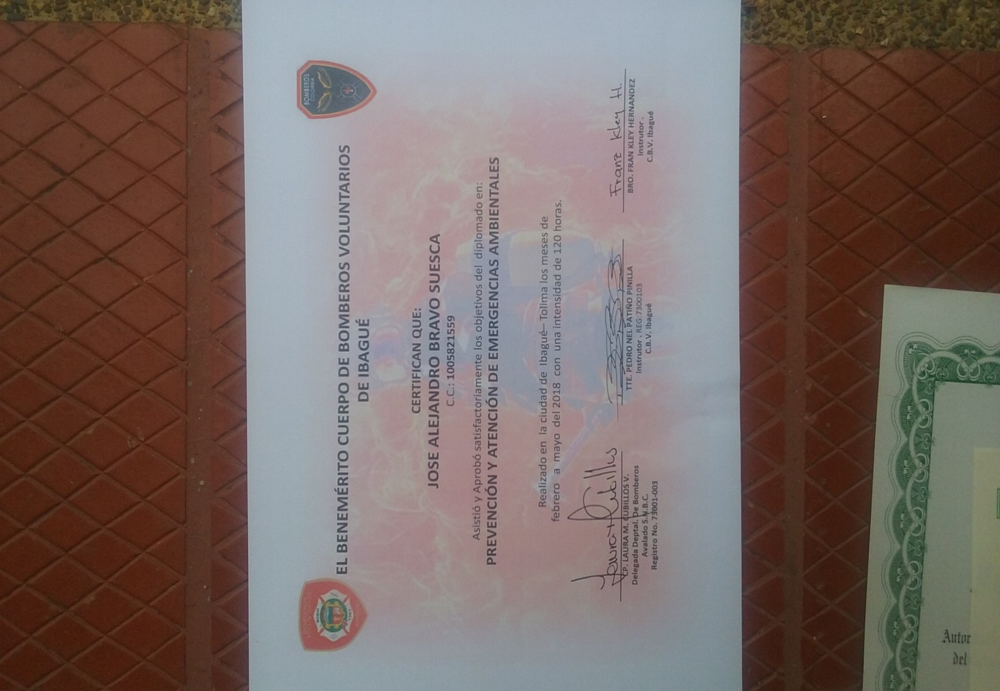 BOMBEROS
COLOMBIA
EL BENEMÉRITO CUERPO DE BOMBEROS VOLUNTARIOS
DE IBAGUÉ
CERTIFICAN QUE:
JOSE ALEJANDRO BRAVO SUESCA
C.C.: 1005821559
Asistió y Aprobó satisfactoriamente los objetivos del diplomado en:
PREVENCIÓN Y ATENCIÓN DE EMERGENCIAS AMBIENTALES
Realizado en la ciudad de Ibagué– Tolima los meses de
febrero a mayo del 2018 con una intensidad de 120 horas.
Laura M Cubillos
CP. LAURA M. CUBILLOS V.
Delegada Deptal. De Bomberos
Avalado S.N.B.C.
Registro No. 73001-003
TTE. PEDRO NEL PATIÑO PINILLA
Instrutor . REG:7300103
C.B.V. Ibagué
Franz Kley H.
BRO. FRAN KLEY HERNANDEZ
Instrutor .
C.B.V. Ibagué
Autor
del